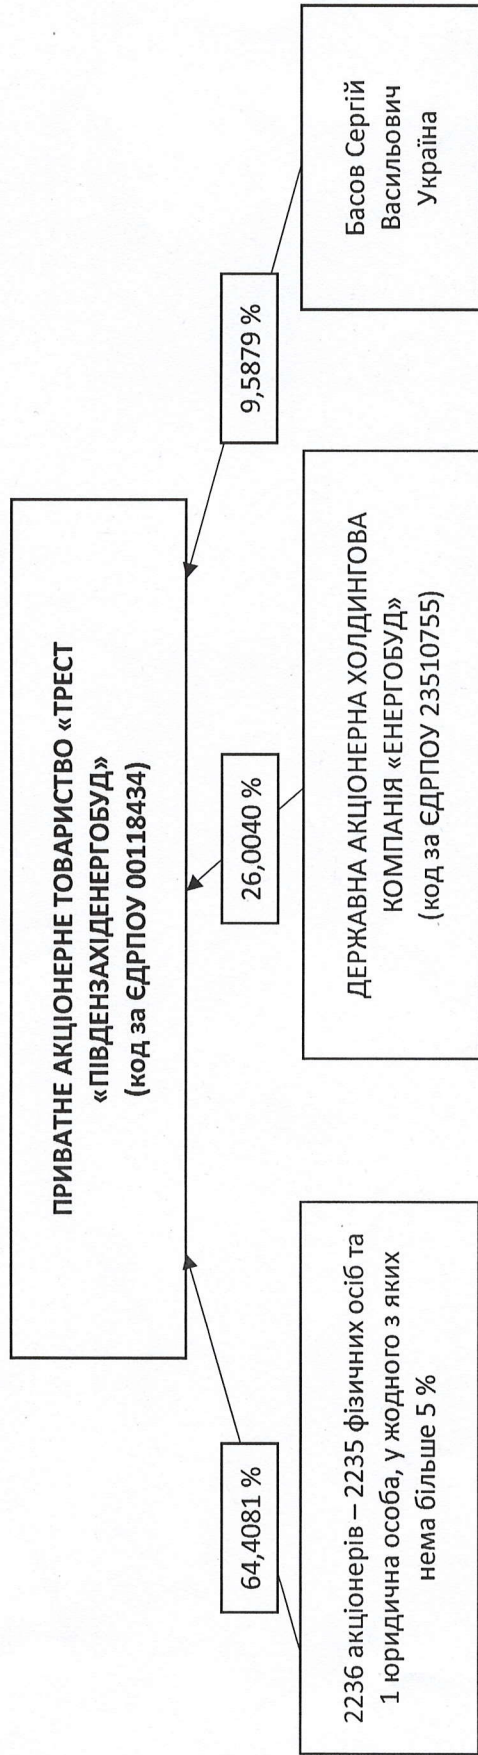 ПРИВАТНЕ АКЦІОНЕРНЕ ТОВАРИСТВО «ТРЕСТ
«ПІВДЕНЗАХІДЕНЕРГОБУД»
(код за ЄДРПОУ 00118434)
64,4081 %
26,0040 %
9,5879 %
2236 акціонерів – 2235 фізичних осіб та
1 юридична особа, у жодного з яких
нема більше 5 %
ДЕРЖАВНА АКЦІОНЕРНА ХОЛДИНГОВА
КОМПАНІЯ «ЕНЕРГОБУД»
(код за ЄДРПОУ 23510755)
Басов Сергій
Васильович
Україна